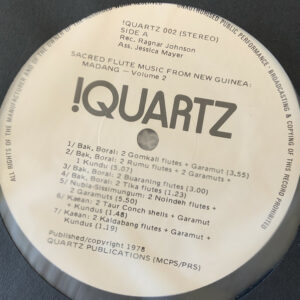 !QUARTZ 002 (STEREO)
SIDE A
Rec. Ragnar Johnson
Ass. Jessica Mayer
SACRED FLUTE MUSIC FROM NEW GUINEA:
MADANG — Volume 2
!QUARTZ
1/ Bak, Borai: 2 Gomkail flutes + Garamut (3.55)
2/ Bak, Borai: 2 Rumu flutes + 2 Garamuts +
1 Kundu (5.07)
3/ Bak, Borai: 2 Guaraning flutes (3.00)
4/ Bak, Borai: 2 Tika flutes (1.23)
5/ Nubia-Sissimungum: 2 Noindeh flutes +
2 Garamuts (5.50)
6/ Kaean: 2 Taur Conch shells + Garamut
+ Kundus (1.48)
7/ Kaean: 2 Kaldabang flutes + Garamut +
Kundus (1.19)
Published/copyright 1978
QUARTZ PUBLICATIONS (MCPS/PRS)
ALL RIGHTS OF THE MANUFACTURER AND OF THE
UNAUTHORISED PUBLIC PERFORMANCE, BROADCASTING & COPYING OF THIS RECORD PROHIBITED